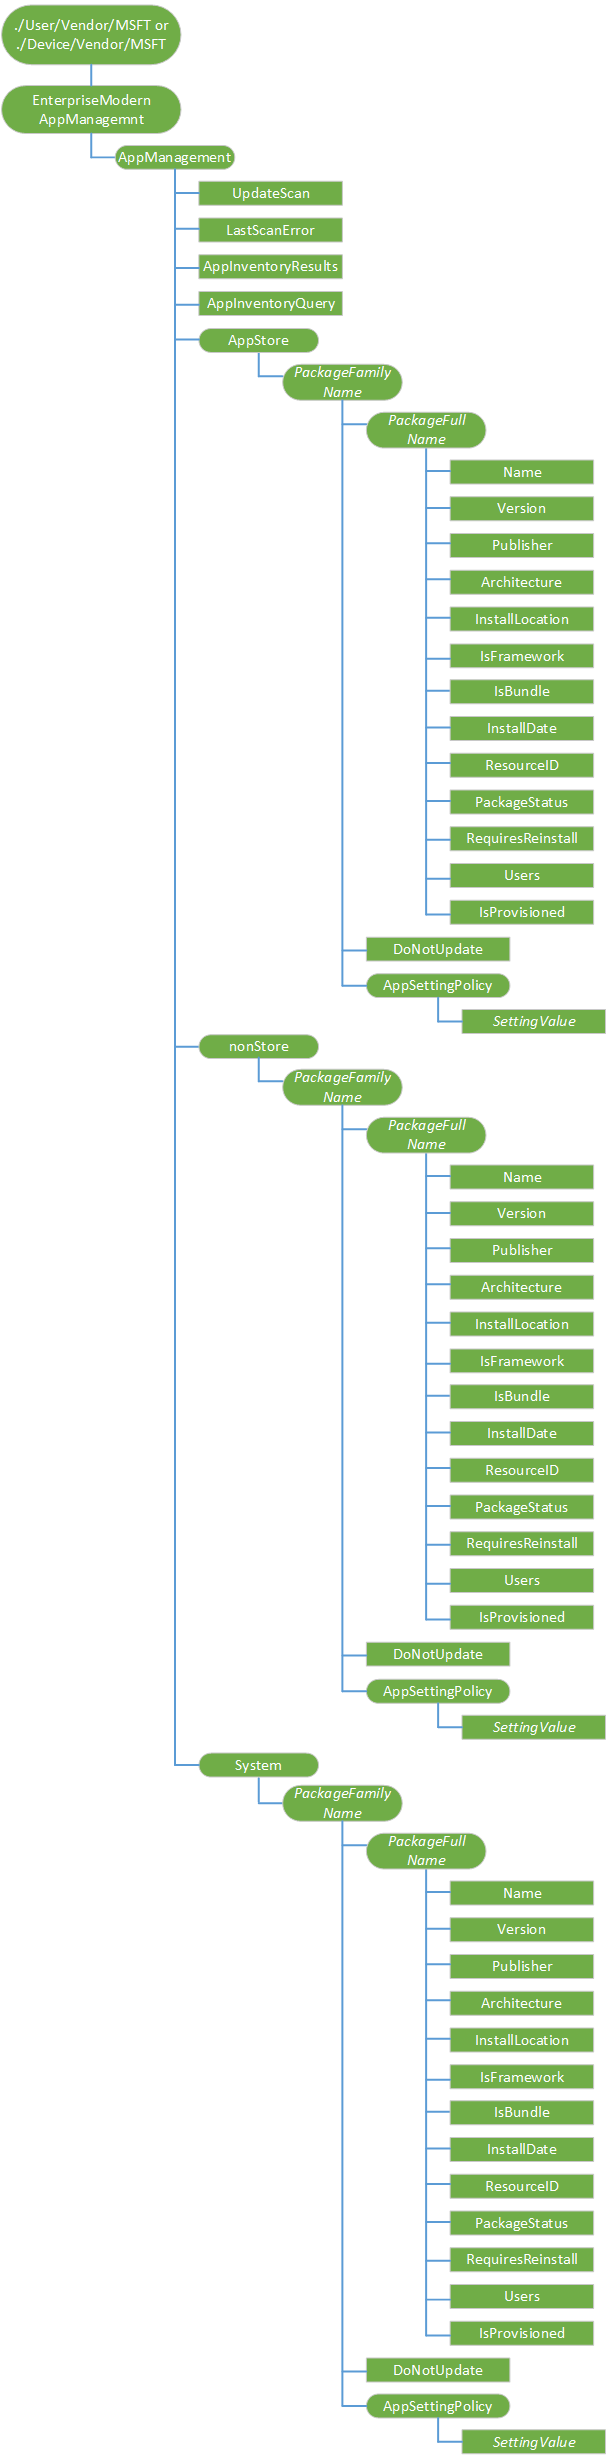 ./User/Vendor/MSFT or
./Device/Vendor/MSFT
EnterpriseModern
AppManagemnt
AppManagement
UpdateScan
LastScanError
AppInventoryResults
AppInventoryQuery
AppStore
PackageFamily
Name
PackageFull
Name
Name
Version
Publisher
Architecture
InstallLocation
IsFramework
IsBundle
InstallDate
ResourceID
PackageStatus
RequiresReinstall
Users
IsProvisioned
DoNotUpdate
AppSettingPolicy
SettingValue
nonStore
PackageFamily
Name
PackageFull
Name
Name
Version
Publisher
Architecture
InstallLocation
IsFramework
IsBundle
InstallDate
ResourceID
PackageStatus
RequiresReinstall
Users
IsProvisioned
DoNotUpdate
AppSettingPolicy
SettingValue
System
PackageFamily
Name
PackageFull
Name
Name
Version
Publisher
Architecture
InstallLocation
IsFramework
IsBundle
InstallDate
ResourceID
PackageStatus
RequiresReinstall
Users
IsProvisioned
DoNotUpdate
AppSettingPolicy
SettingValue